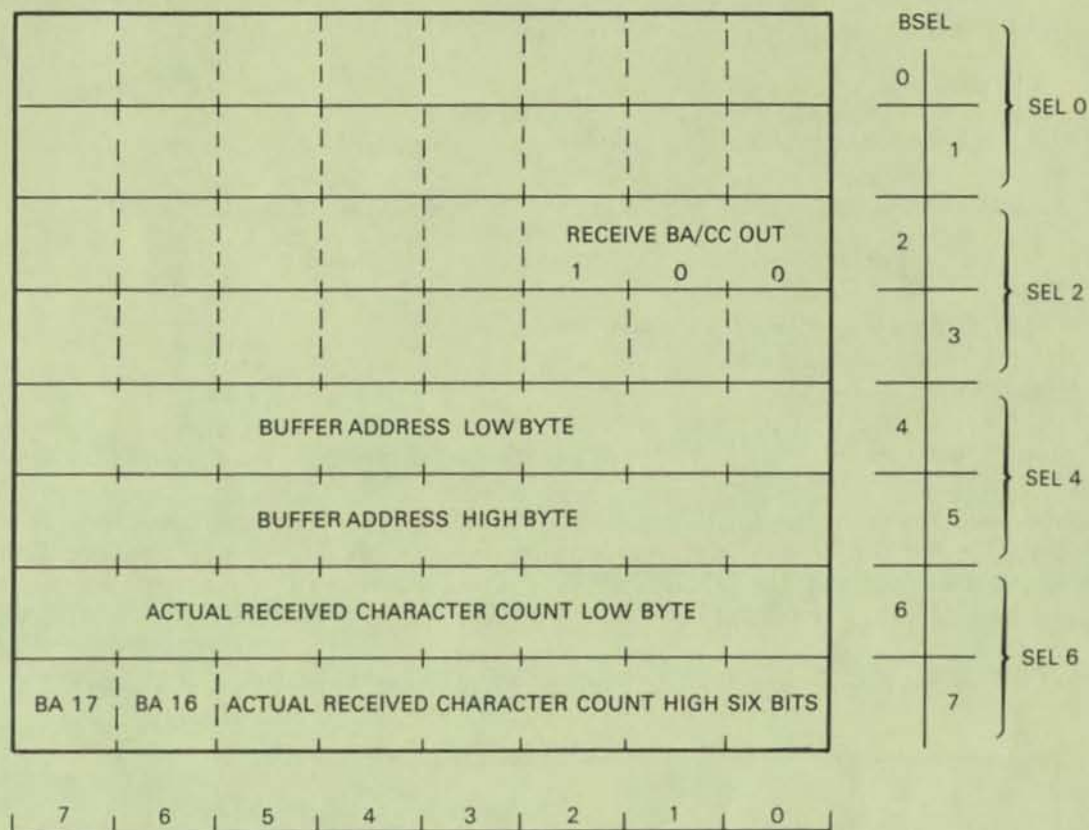 BSEL
0
SEL 0
1
RECEIVE BA/CC OUT
1 0 0
2
SEL 2
3
BUFFER ADDRESS LOW BYTE
4
SEL 4
BUFFER ADDRESS HIGH BYTE
5
ACTUAL RECEIVED CHARACTER COUNT LOW BYTE
6
SEL 6
BA 17 BA 16 ACTUAL RECEIVED CHARACTER COUNT HIGH SIX BITS
7
7 6 5 4 3 2 1 0